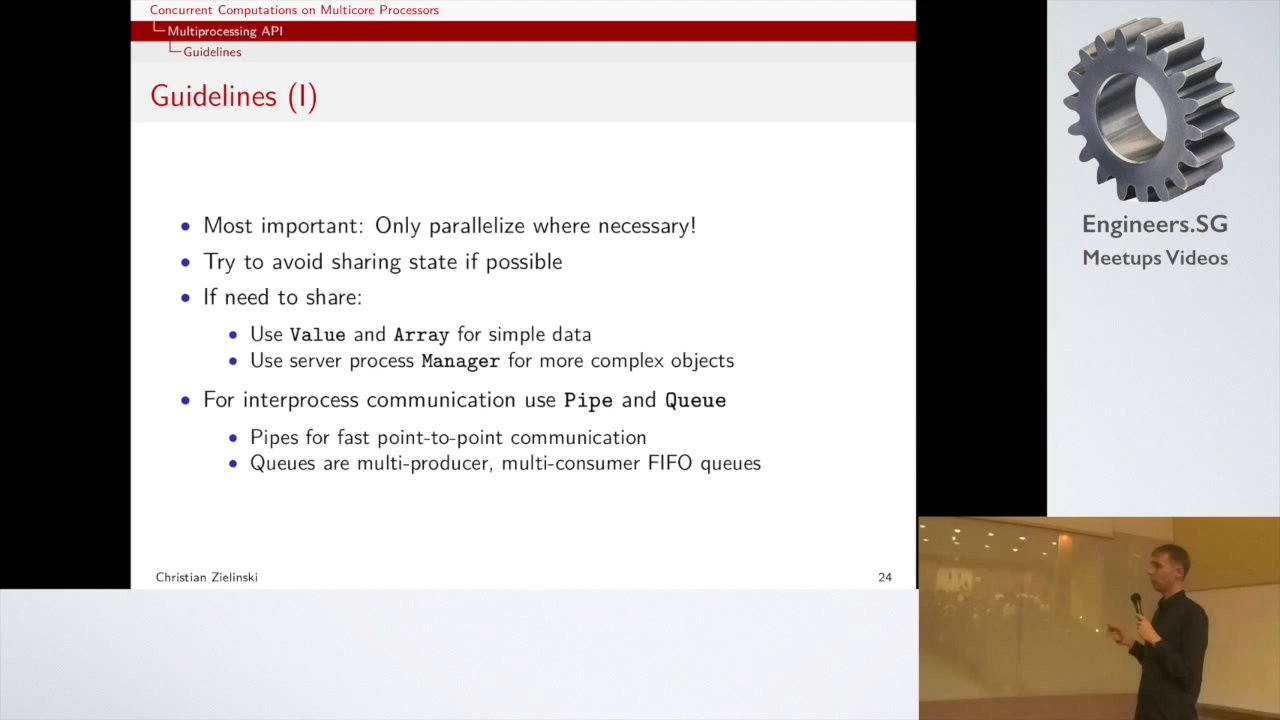 Concurrent Computations on Multicore Processors
Multiprocessing API
Guidelines
Guidelines (I)
Most important: Only parallelize where necessary!
Try to avoid sharing state if possible
If need to share:
Use Value and Array for simple data
Use server process Manager for more complex objects
For interprocess communication use Pipe and Queue
Pipes for fast point-to-point communication
Queues are multi-producer, multi-consumer FIFO queues
Christian Zielinski
24
Engineers.SG
Meetups Videos